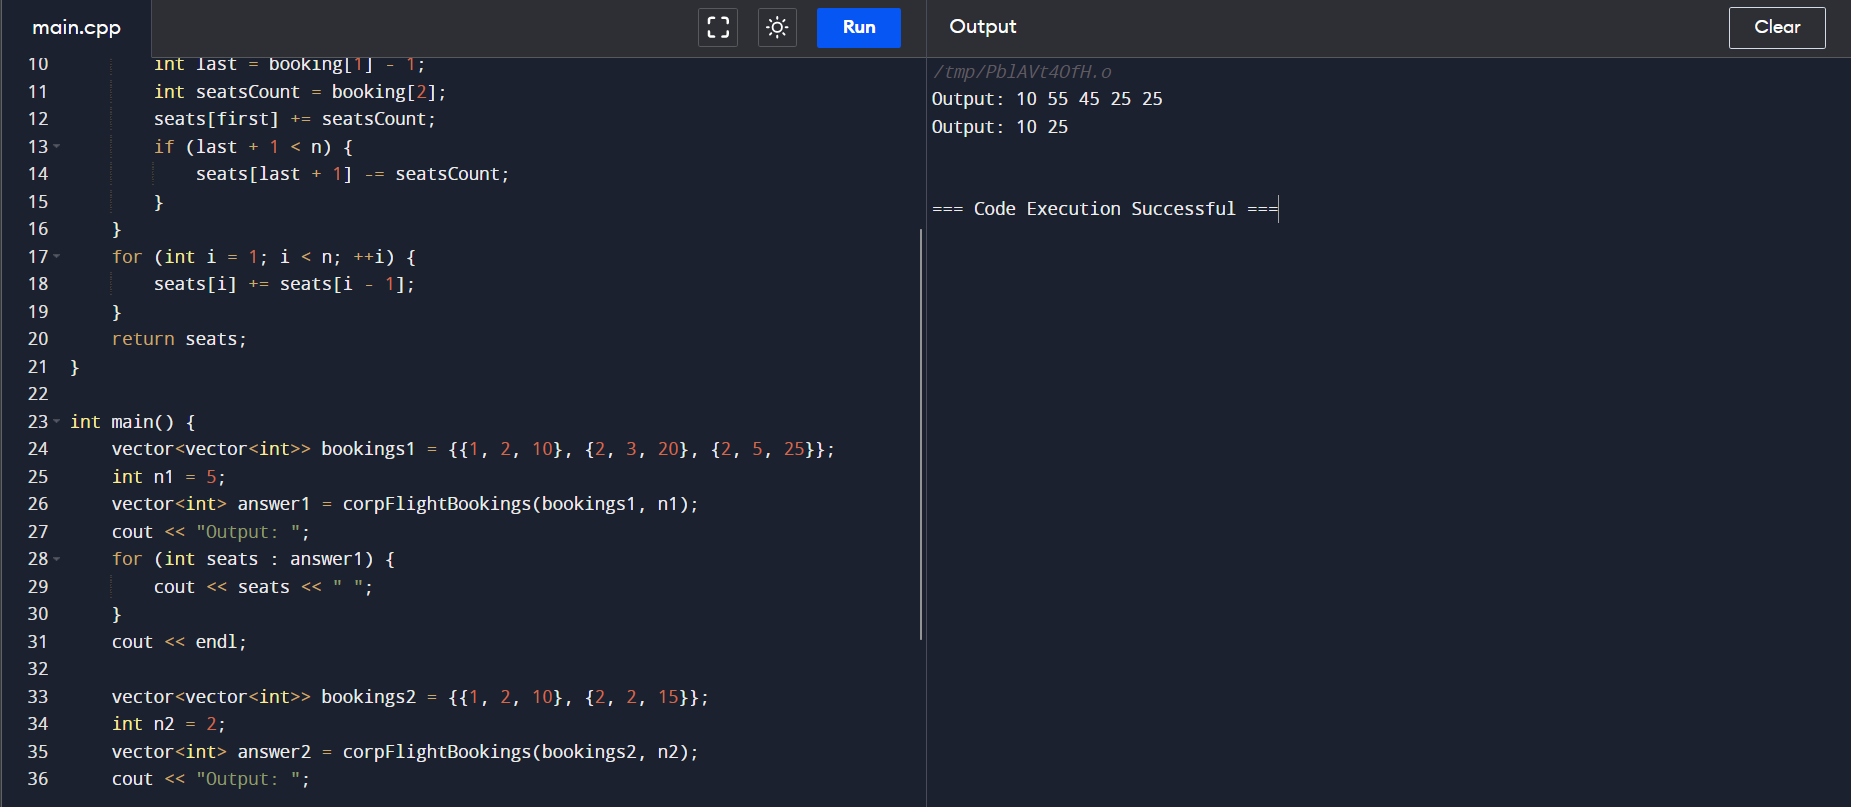 main.cpp
Run
Output
Clear
10 int last = booking[1] - 1;
11 int seatsCount = booking[2];
12 seats[first] += seatsCount;
13 if (last + 1 < n) {
14 seats[last + 1] -= seatsCount;
15 }
16 }
17 for (int i = 1; i < n; ++i) {
18 seats[i] += seats[i - 1];
19 }
20 return seats;
21 }
22
23 int main() {
24 vector<vector<int>> bookings1 = {{1, 2, 10}, {2, 3, 20}, {2, 5, 25}};
25 int n1 = 5;
26 vector<int> answer1 = corpFlightBookings(bookings1, n1);
27 cout << "Output: ";
28 for (int seats : answer1) {
29 cout << seats << " ";
30 }
31 cout << endl;
32
33 vector<vector<int>> bookings2 = {{1, 2, 10}, {2, 2, 15}};
34 int n2 = 2;
35 vector<int> answer2 = corpFlightBookings(bookings2, n2);
36 cout << "Output: ";
/tmp/PblAVt4OfH.o
Output: 10 55 45 25 25
Output: 10 25
=== Code Execution Successful ===